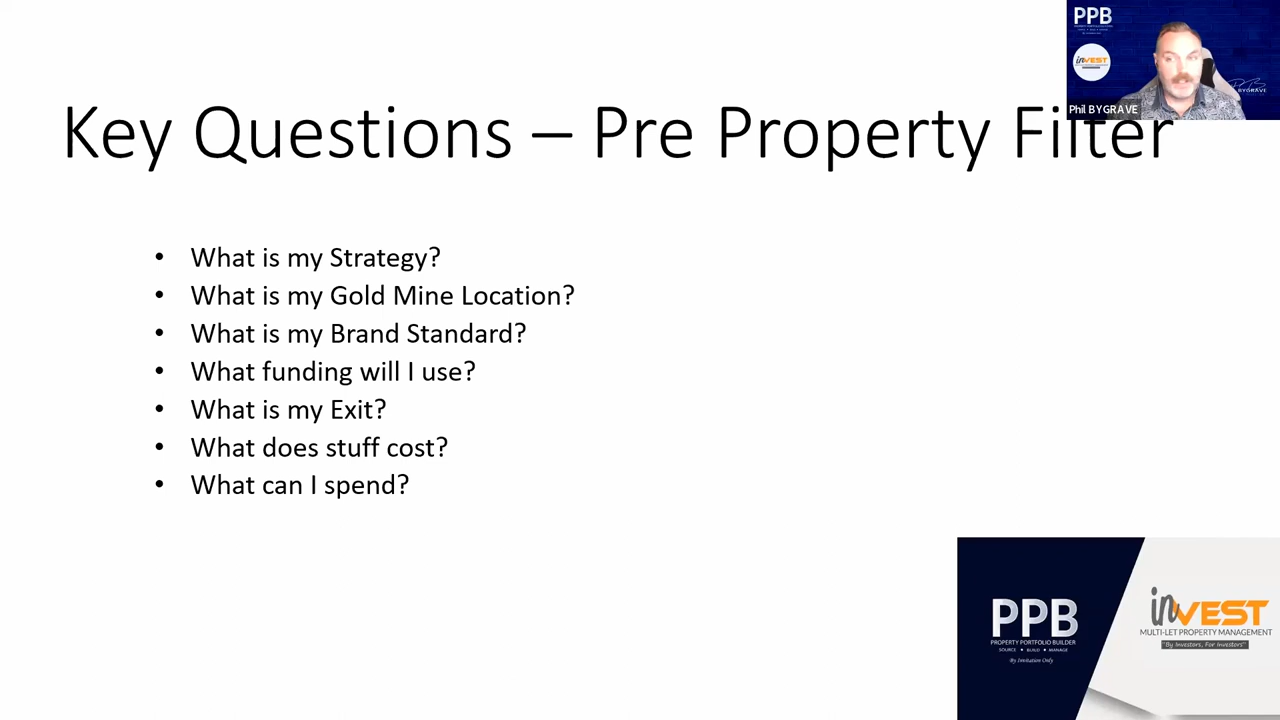 PPB
inVEST
BYGRAVE
Phil BYGRAVE
Key Questions – Pre Property Filter
• What is my Strategy?
• What is my Gold Mine Location?
• What is my Brand Standard?
• What funding will I use?
• What is my Exit?
• What does stuff cost?
• What can I spend?
PPB
PROPERTY PORTFOLIO BUILDER
SOURCE • BUILD • MANAGE
By Invitation Only
inVEST
MULTI-LET PROPERTY MANAGEMENT
"By Investors, For Investors"